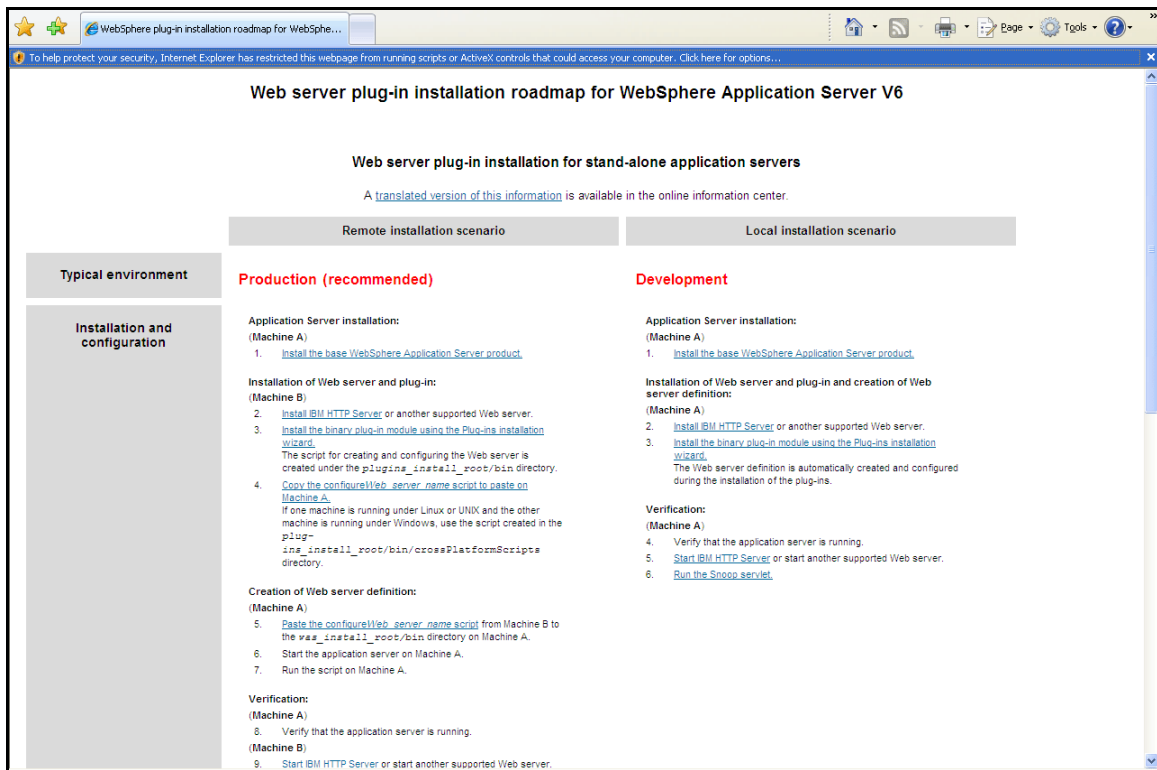 WebSphere plug-in installation roadmap for WebSphe...
Page
Tools
To help protect your security, Internet Explorer has restricted this webpage from running scripts or ActiveX controls that could access your computer. Click here for options...
Web server plug-in installation roadmap for WebSphere Application Server V6
Web server plug-in installation for stand-alone application servers
A translated version of this information is available in the online information center.
Remote installation scenario
Local installation scenario
Typical environment
Production (recommended)
Development
Installation and
configuration
Application Server installation:
(Machine A)
1. Install the base WebSphere Application Server product.
Installation of Web server and plug-in:
(Machine B)
2. Install IBM HTTP Server or another supported Web server.
3. Install the binary plug-in module using the Plug-ins installation
wizard.
The script for creating and configuring the Web server is
created under the plugins_install_root/bin directory.
4. Copy the configureWeb_server_name script to paste on
Machine A.
If one machine is running under Linux or UNIX and the other
machine is running under Windows, use the script created in the
plug-
ins_install_root/bin/crossPlatformScripts
directory.
Creation of Web server definition:
(Machine A)
5. Paste the configureWeb_server_name script from Machine B to
the was_install_root/bin directory on Machine A.
6. Start the application server on Machine A.
7. Run the script on Machine A.
Verification:
(Machine A)
8. Verify that the application server is running.
(Machine B)
9. Start IBM HTTP Server or start another supported Web server.
Application Server installation:
(Machine A)
1. Install the base WebSphere Application Server product.
Installation of Web server and plug-in and creation of Web
server definition:
(Machine A)
2. Install IBM HTTP Server or another supported Web server.
3. Install the binary plug-in module using the Plug-ins installation
wizard.
The Web server definition is automatically created and configured
during the installation of the plug-ins.
Verification:
(Machine A)
4. Verify that the application server is running.
5. Start IBM HTTP Server or start another supported Web server.
6. Run the Snoop servlet.